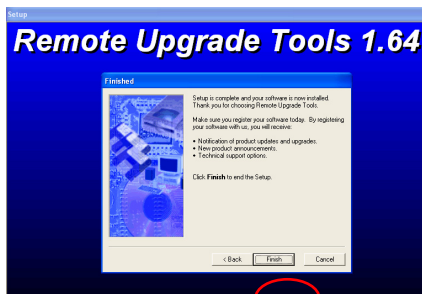 Setup
Remote Upgrade Tools 1.64
Finished
Setup is complete and your software is now installed.
Thank you for choosing Remote Upgrade Tools.
Make sure you register your software today. By registering
your software with us, you will receive:
• Notification of product updates and upgrades.
• New product announcements.
• Technical support options.
Click Finish to end the Setup.
< Back
Finish
Cancel